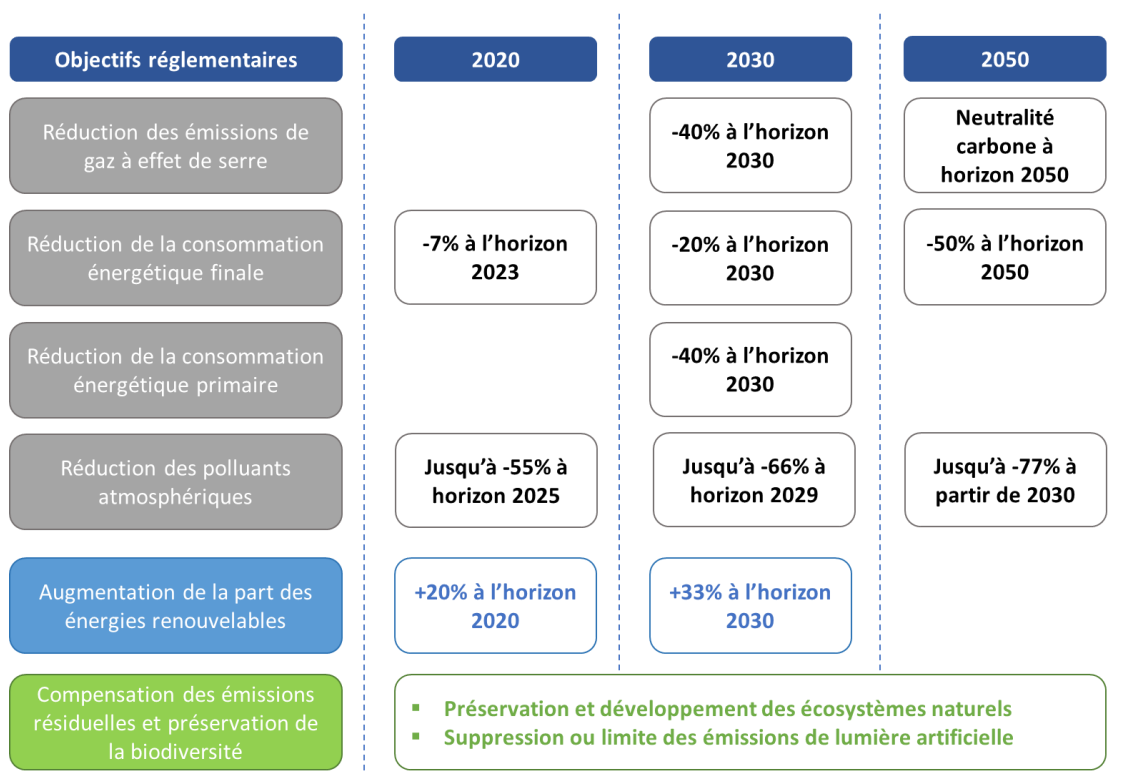 Objectifs réglementaires
2020
2030
2050
Réduction des émissions de
gaz à effet de serre
-40% à l’horizon
2030
Neutralité
carbone à
horizon 2050
Réduction de la consommation
énergétique finale
-7% à l’horizon
2023
-20% à l’horizon
2030
-50% à l’horizon
2050
Réduction de la consommation
énergétique primaire
-40% à l’horizon
2030
Réduction des polluants
atmosphériques
Jusqu’à -55% à
horizon 2025
Jusqu’à -66% à
horizon 2029
Jusqu’à -77% à
partir de 2030
Augmentation de la part des
énergies renouvelables
+20% à l’horizon
2020
+33% à l’horizon
2030
Compensation des émissions
résiduelles et préservation de
la biodiversité
▪ Préservation et développement des écosystèmes naturels
▪ Suppression ou limite des émissions de lumière artificielle